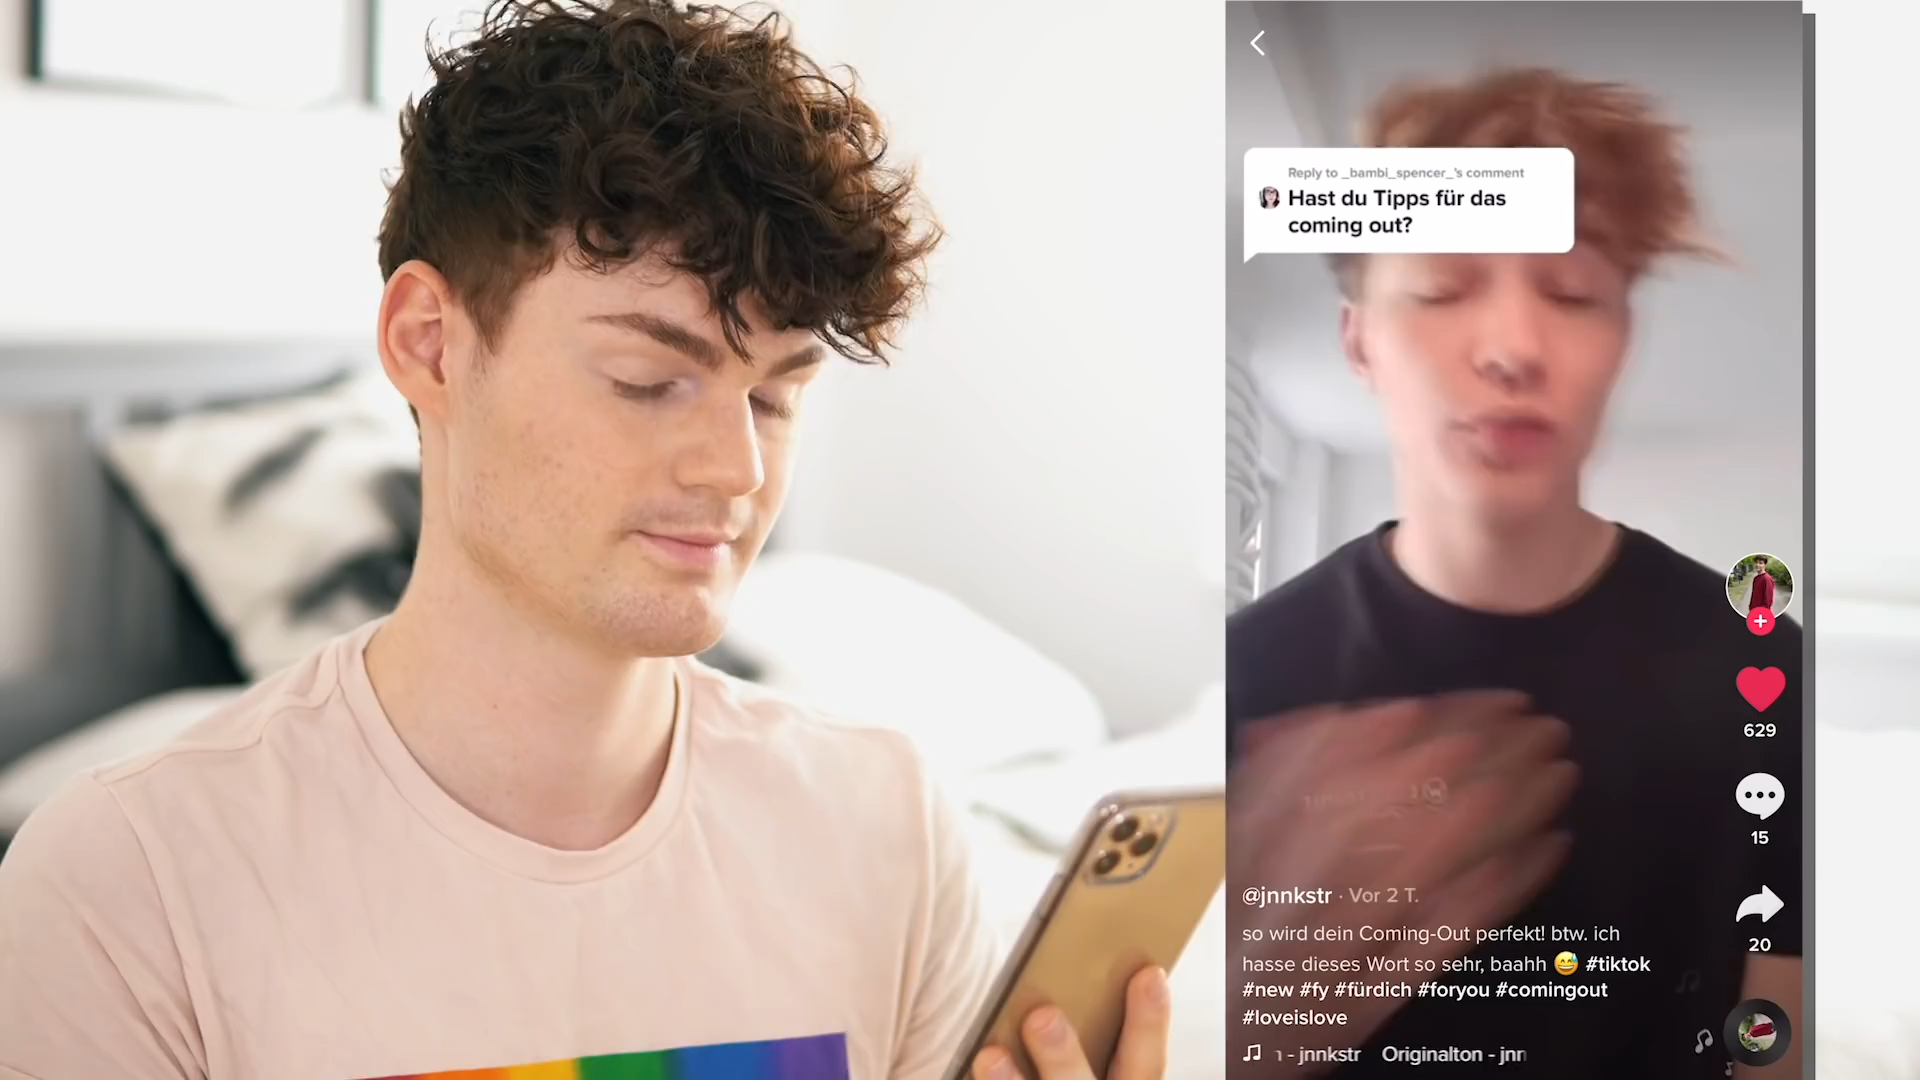 Reply to _bambi_spencer_'s comment
Hast du Tipps für das
coming out?
629
15
20
@jnnkstr · Vor 2 T.
so wird dein Coming-Out perfekt! btw. ich
hasse dieses Wort so sehr, baahh 😅 #tiktok
#new #fy #fürdich #foryou #comingout
#loveislove
- jnnkstr Originalton - jnn